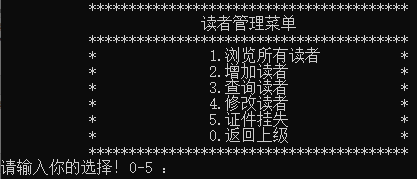 ****************************************
读者管理菜单
****************************************
* 1.浏览所有读者 *
* 2.增加读者 *
* 3.查询读者 *
* 4.修改读者 *
* 5.证件挂失 *
* 0.返回上级 *
****************************************
请输入你的选择! 0-5 :